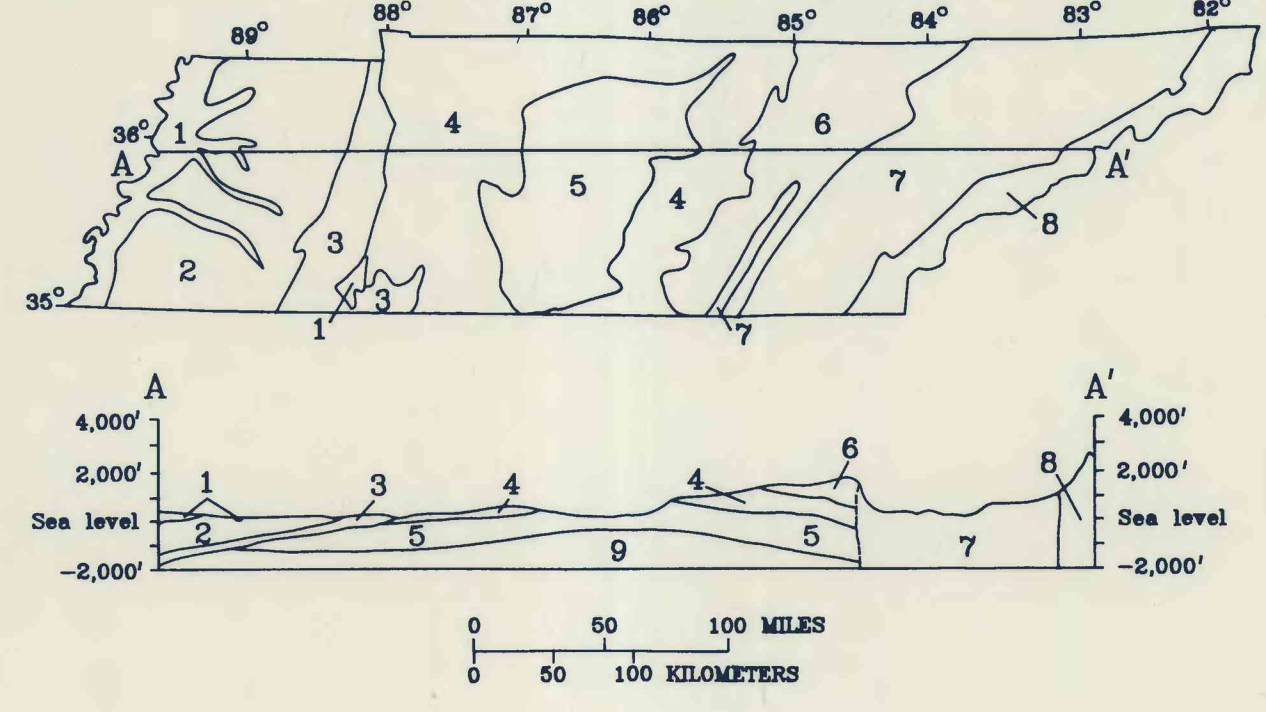 89° 88° 87° 86° 85° 84° 83° 82°
36° 1 4 6
A A'
5 4 7
8
3
2
35° 3
1 7
A A'
4,000' 4,000'
6
2,000' 1 3 4 4 8 2,000'
Sea level 2 5 5 7 Sea level
9
-2,000' -2,000'
0 50 100 MILES
0 50 100 KILOMETERS